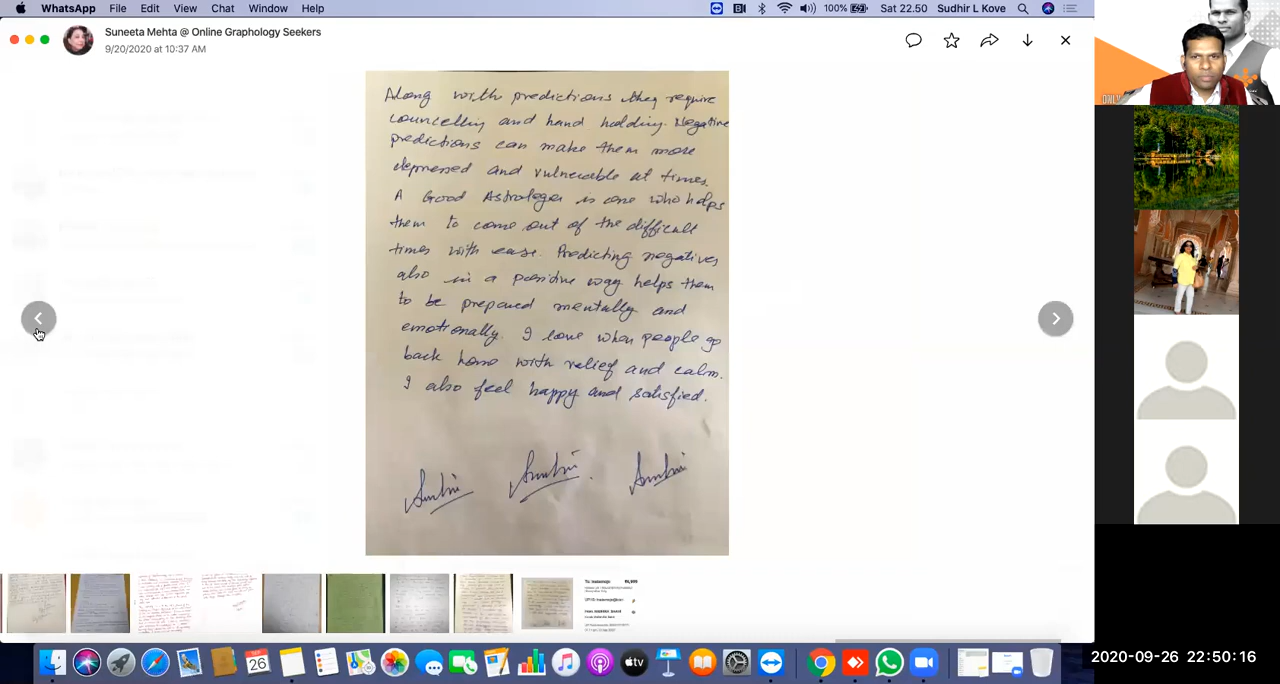 WhatsApp File Edit View Chat Window Help 100% Sat 22.50 Sudhir L Kove
Suneeta Mehta @ Online Graphology Seekers
9/20/2020 at 10:37 AM
Along with predictions they require
councelling and hand holding. Negative
predictions can make them more
depressed and vulnerable at times.
A Good Astrologer is one who helps
them to come out of the difficult
times with ease. Predicting negatives
also in a positive way helps them
to be prepared mentally and
emotionally. I love when people go
back home with relief and calm.
I also feel happy and satisfied.
26
tv
2020-09-26 22:50:16